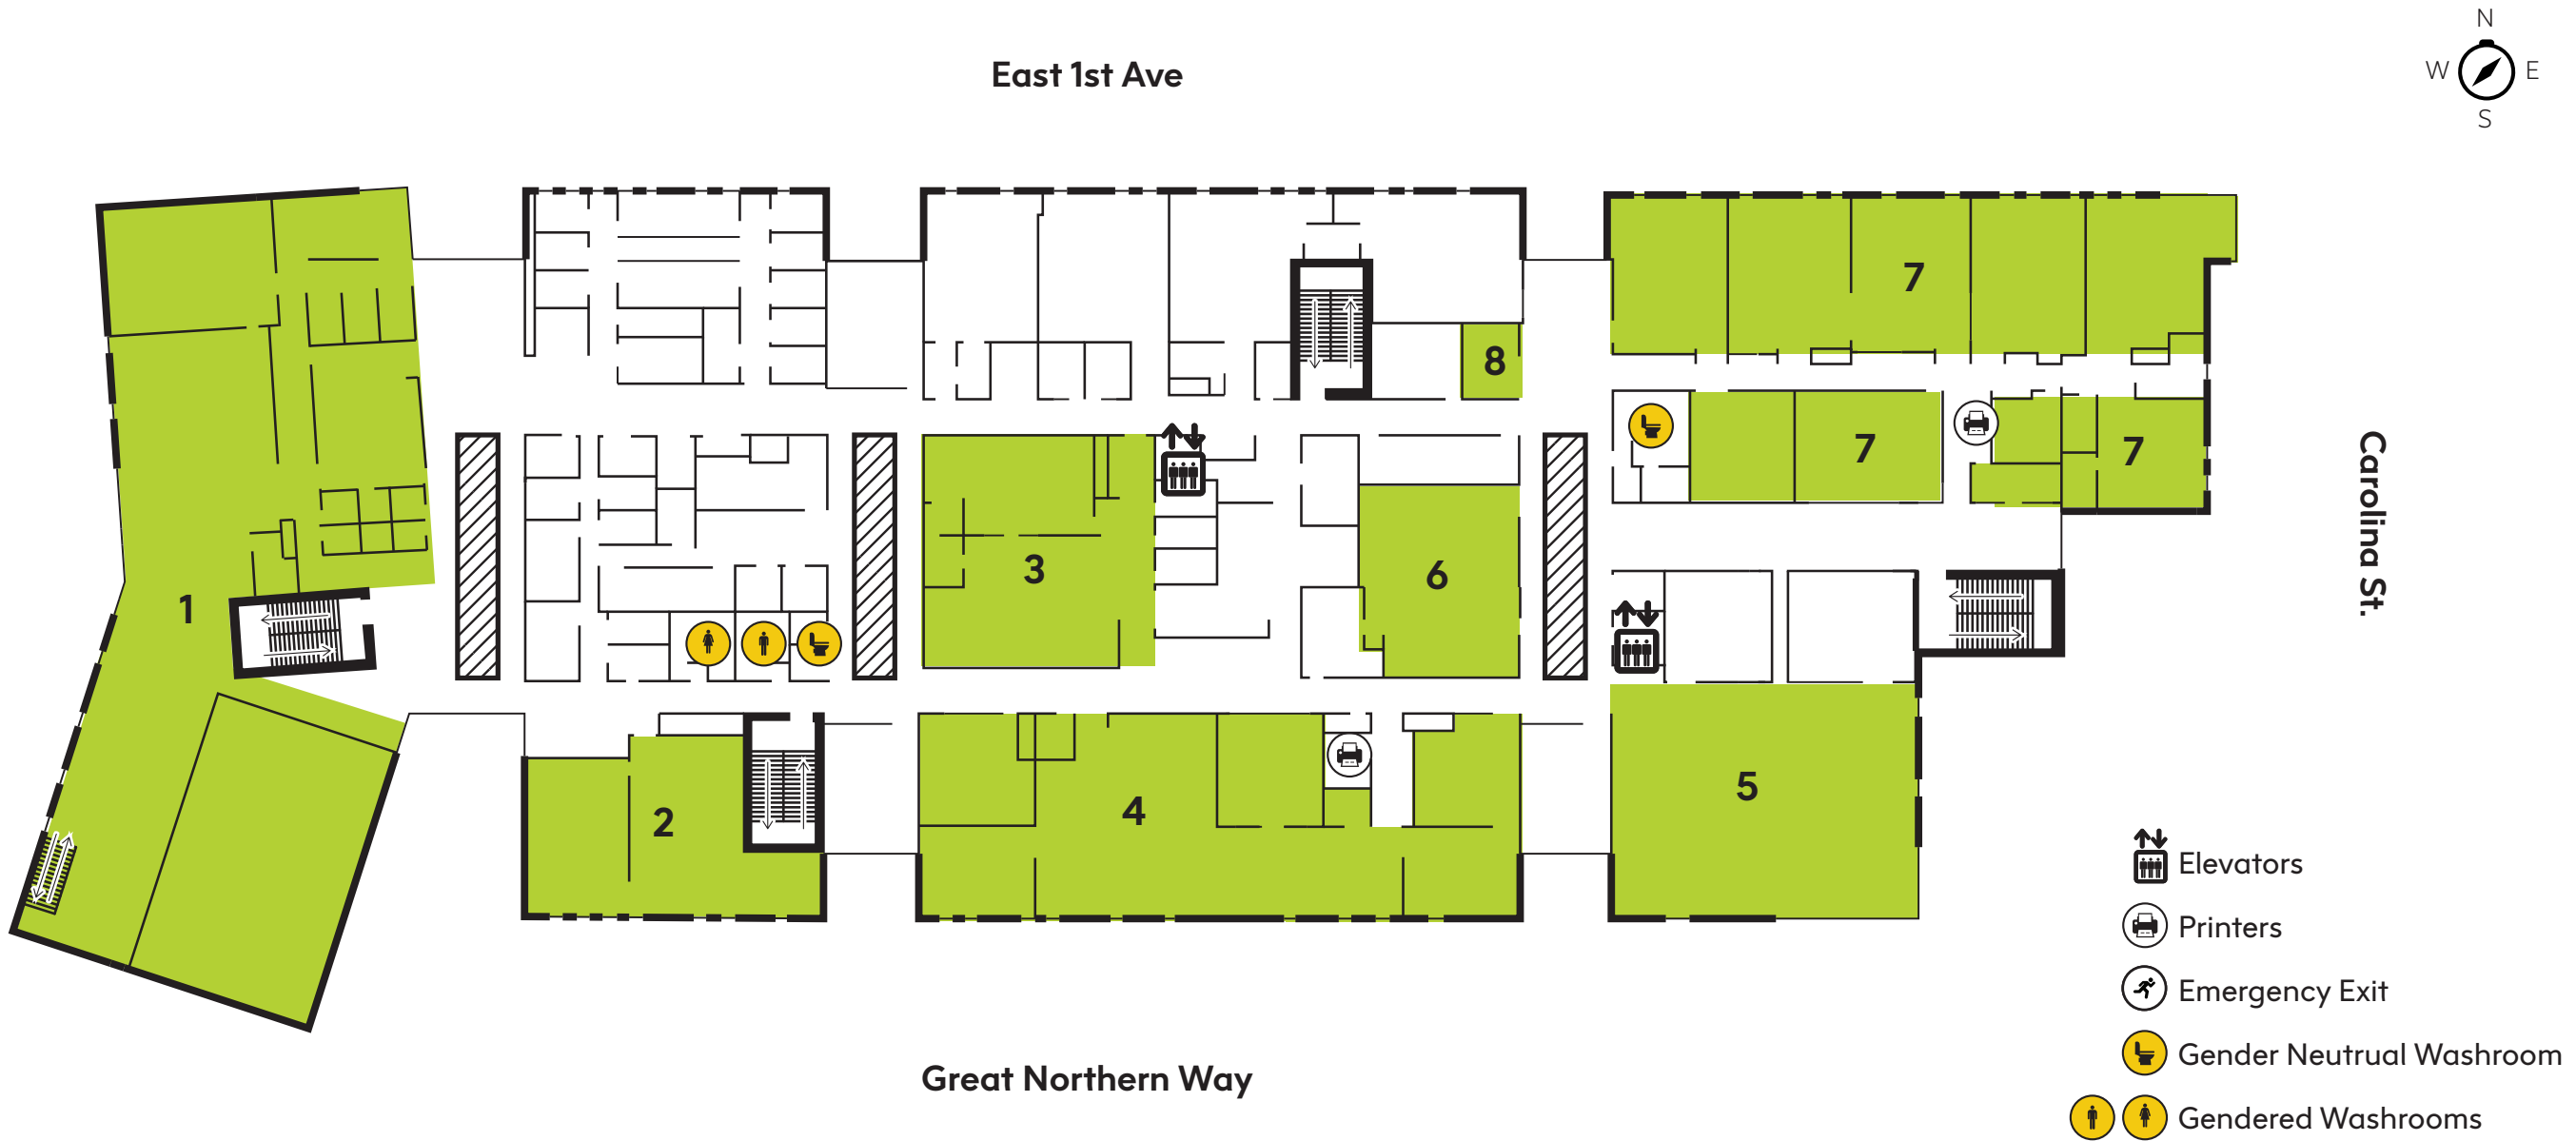 N
W E
S
East 1st Ave
7
8
7
7
3
6
1
Carolina St.
5
4
2
Elevators
Printers
Emergency Exit
Gender Neutrual Washroom
Gendered Washrooms
Great Northern Way